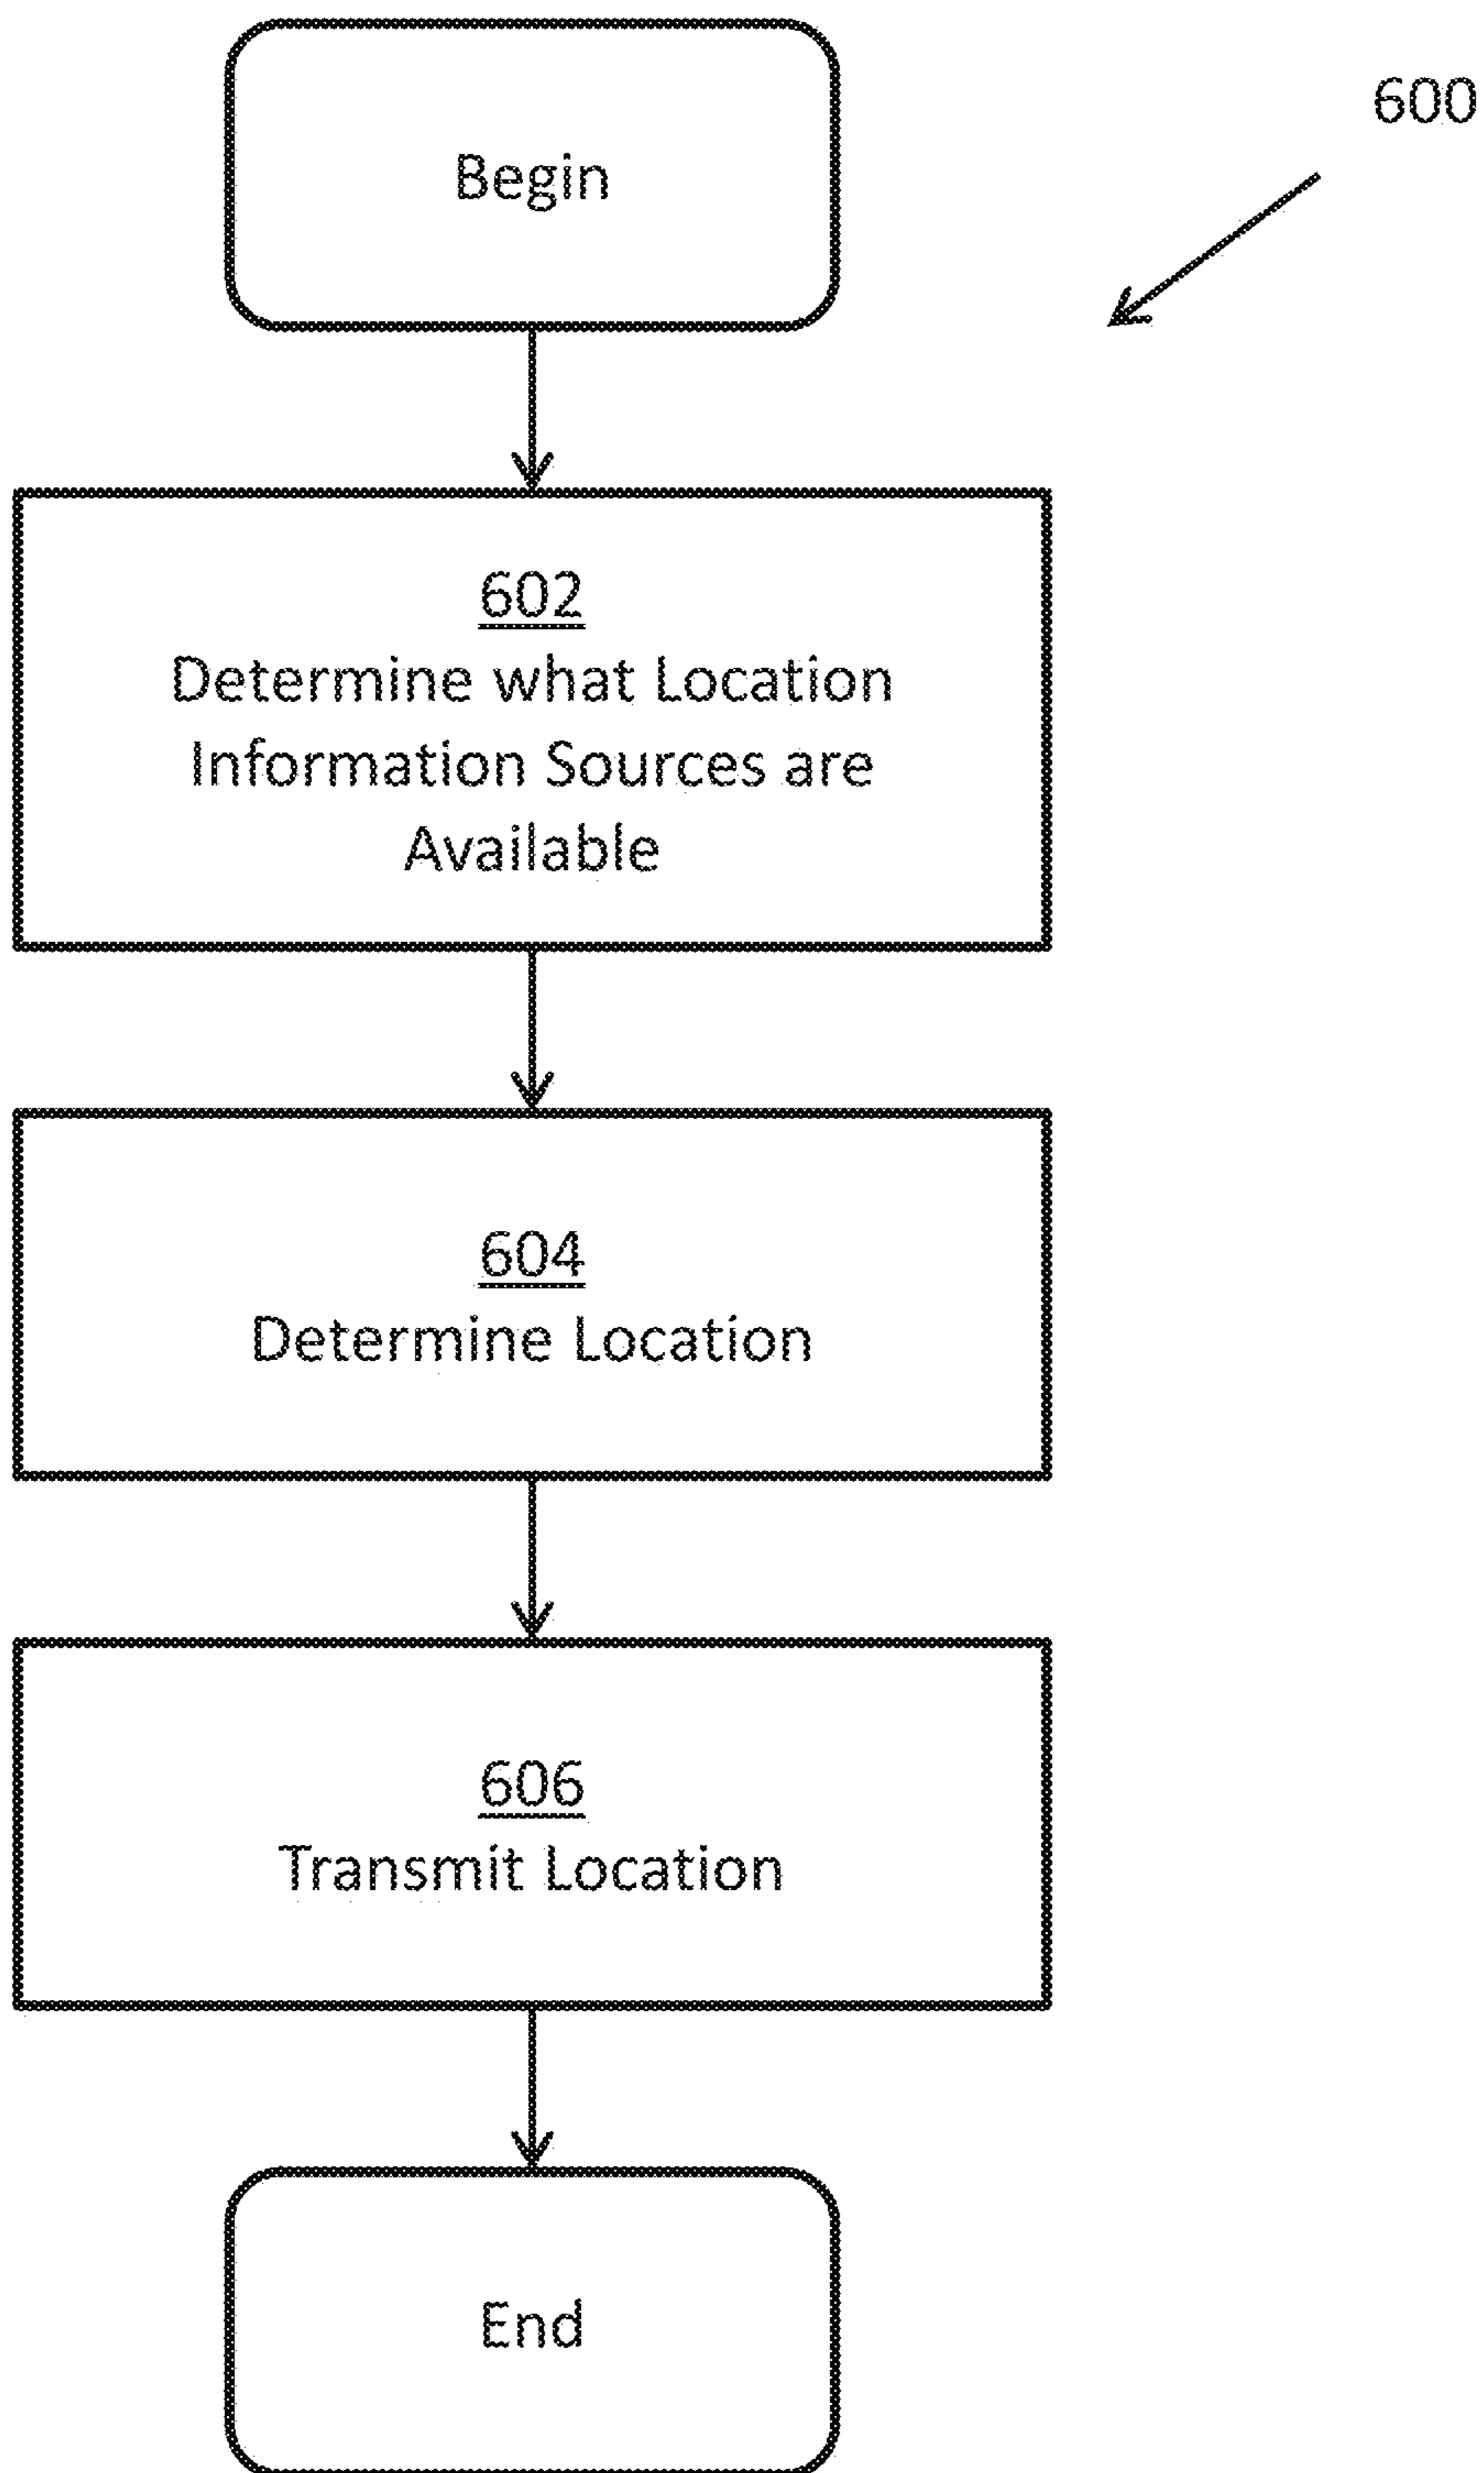 Begin
600
602
Determine what Location
Information Sources are
Available
604
Determine Location
606
Transmit Location
End